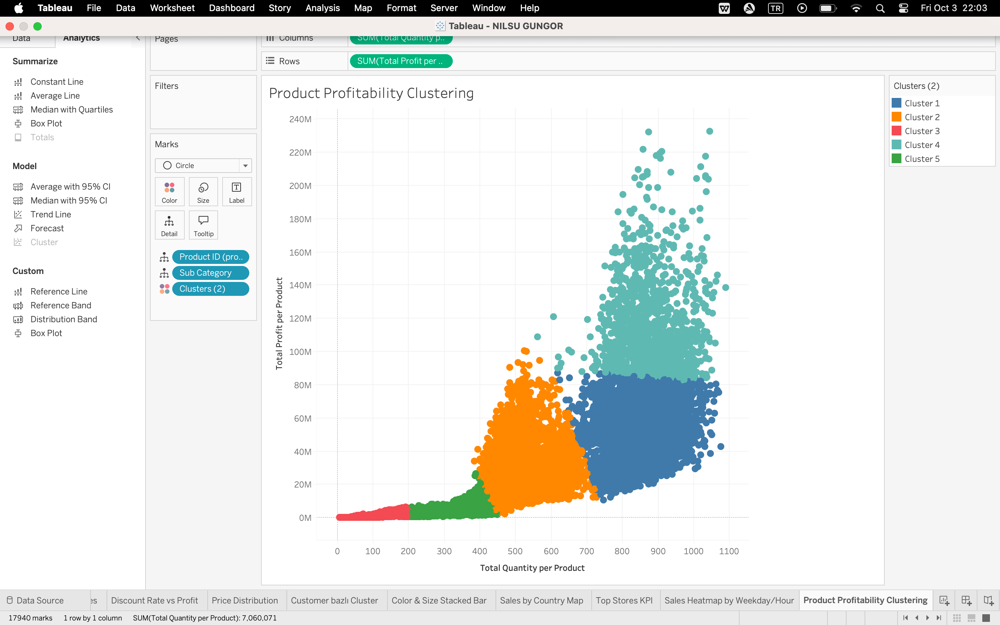 Tableau File Data Worksheet Dashboard Story Analysis Map Format Server Window Help TR Fri Oct 3 22:03
Tableau - NILSU GUNGOR
Data Analytics
Pages
Columns SUM(Total Quantity p..
Rows SUM(Total Profit per ..
Summarize
Constant Line
Average Line
Median with Quartiles
Box Plot
Totals
Model
Average with 95% CI
Median with 95% CI
Trend Line
Forecast
Cluster
Custom
Reference Line
Reference Band
Distribution Band
Box Plot
Filters
Marks
Circle
Color Size Label
Detail Tooltip
Product ID (pro..
Sub Category
Clusters (2)
Product Profitability Clustering
Total Profit per Product
240M
220M
200M
180M
160M
140M
120M
100M
80M
60M
40M
20M
0M
0 100 200 300 400 500 600 700 800 900 1000 1100
Total Quantity per Product
Clusters (2)
Cluster 1
Cluster 2
Cluster 3
Cluster 4
Cluster 5
Data Source es Discount Rate vs Profit Price Distribution Customer bazlı Cluster Color & Size Stacked Bar Sales by Country Map Top Stores KPI Sales Heatmap by Weekday/Hour Product Profitability Clustering
17940 marks 1 row by 1 column SUM(Total Quantity per Product): 7,060,071